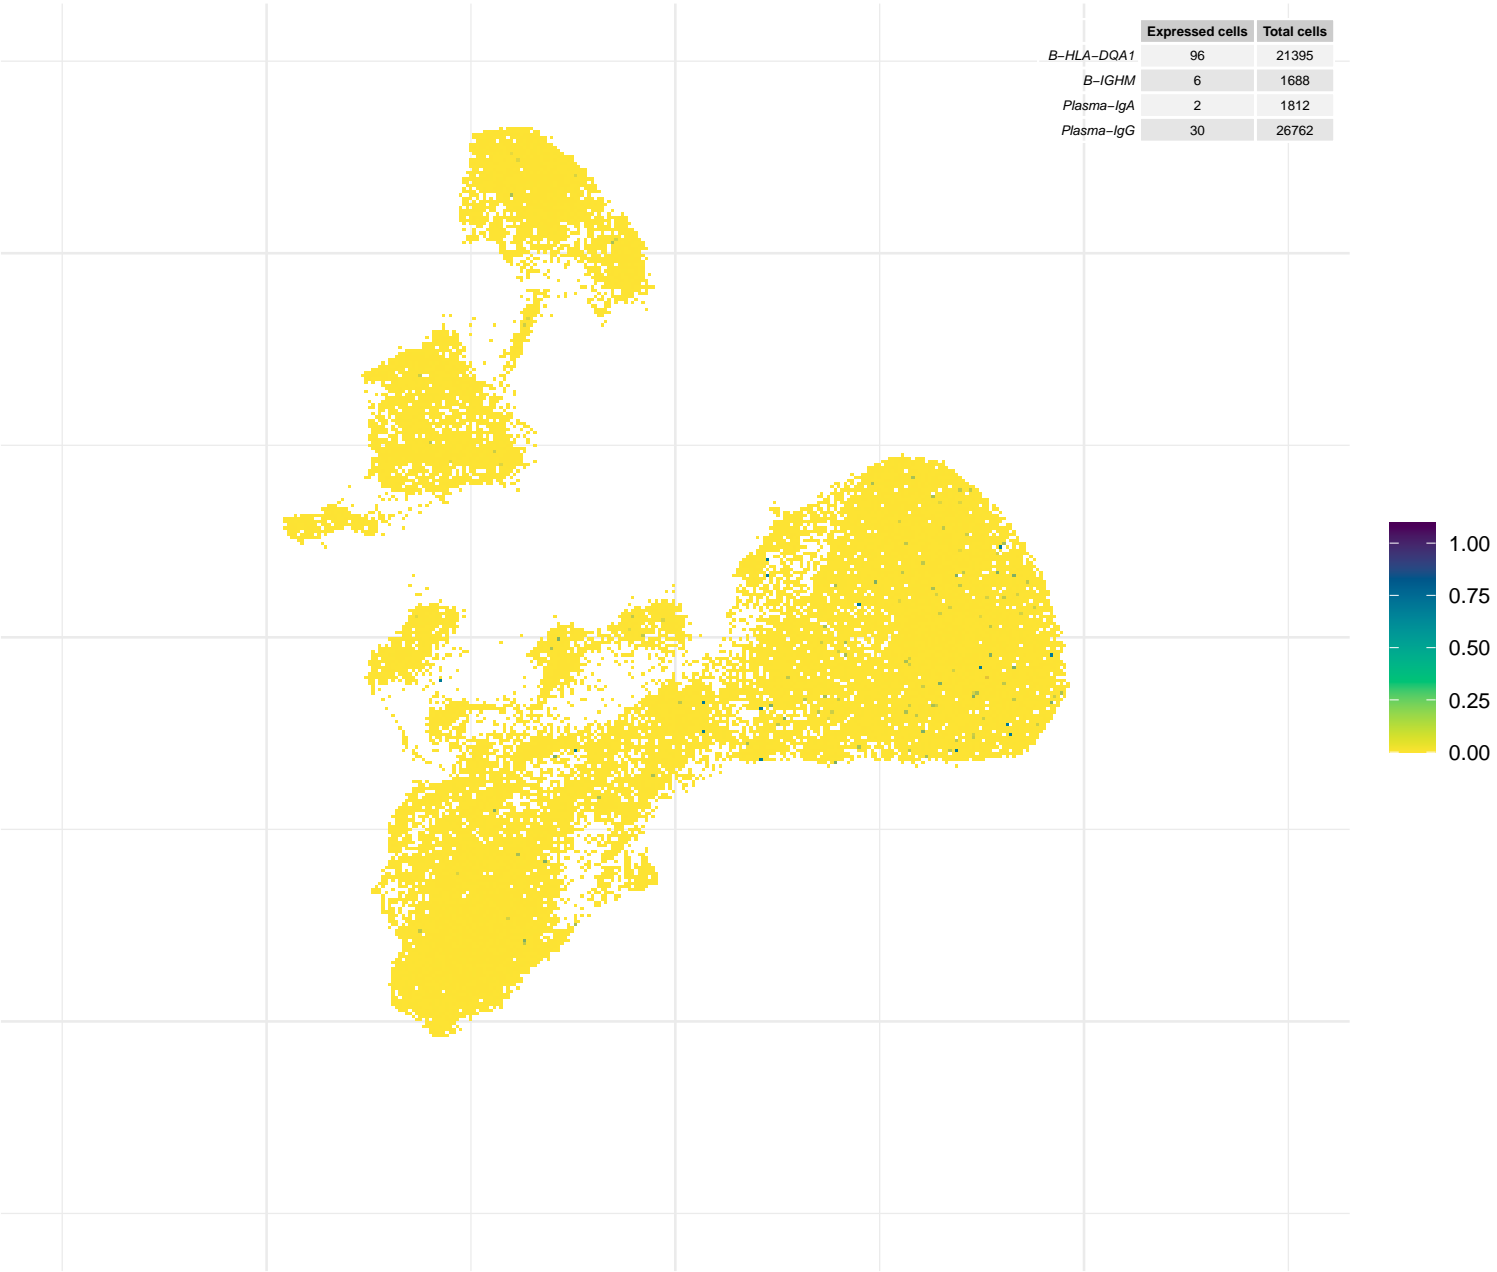 Expressed cells Total cells
B−HLA−DQA1 96 21395
B−IGHM 6 1688
Plasma−IgA 2 1812
Plasma−IgG 30 26762
1.00
0.75
0.50
0.25
0.00